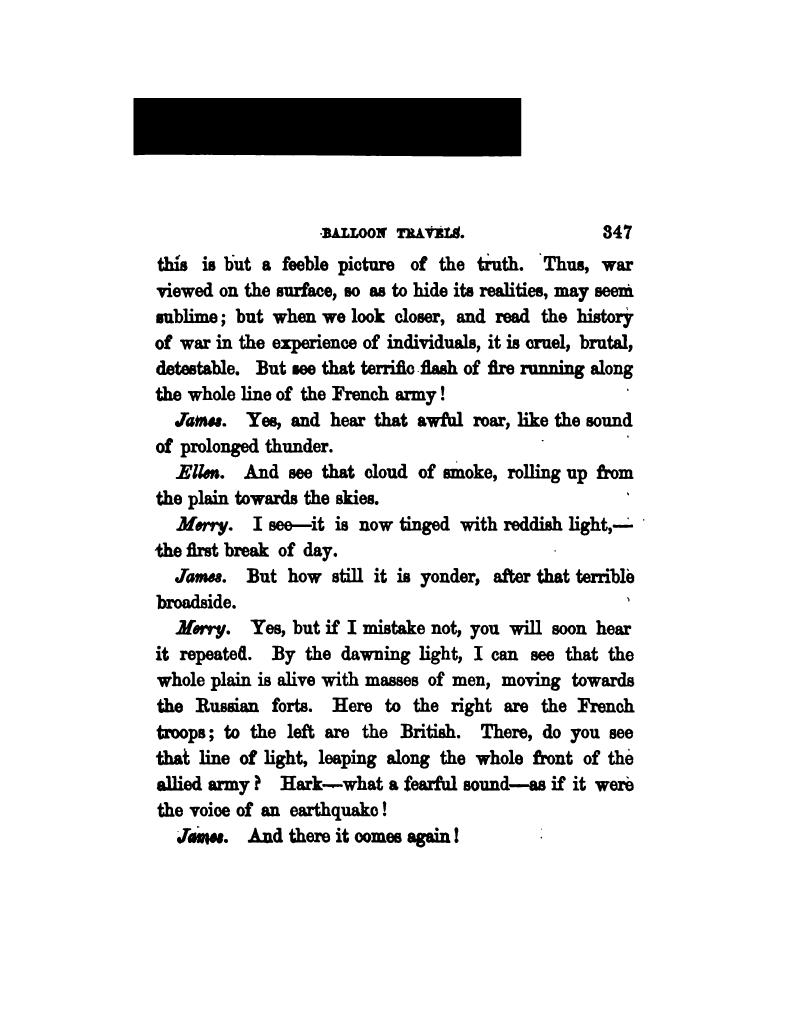 BALLOON TRAVELS. 347
this is but a feeble picture of the truth. Thus, war
viewed on the surface, so as to hide its realities, may seem
sublime; but when we look closer, and read the history
of war in the experience of individuals, it is cruel, brutal,
detestable. But see that terrific flash of fire running along
the whole line of the French army!
James. Yes, and hear that awful roar, like the sound
of prolonged thunder.
Ellen. And see that cloud of smoke, rolling up from
the plain towards the skies.
Merry. I see—it is now tinged with reddish light,—
the first break of day.
James. But how still it is yonder, after that terrible
broadside.
Merry. Yes, but if I mistake not, you will soon hear
it repeated. By the dawning light, I can see that the
whole plain is alive with masses of men, moving towards
the Russian forts. Here to the right are the French
troops; to the left are the British. There, do you see
that line of light, leaping along the whole front of the
allied army? Hark—what a fearful sound—as if it were
the voice of an earthquake!
James. And there it comes again!